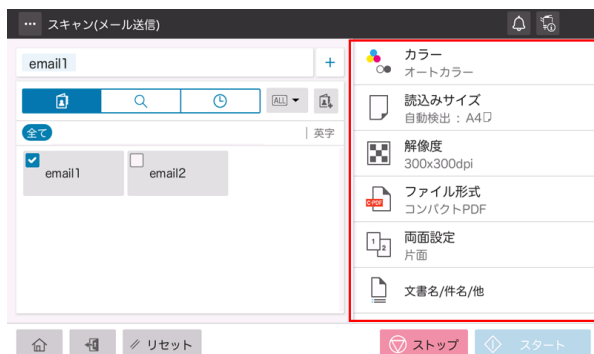 スキャン(メール送信)
email1
+
ALL
全て
英字
email1
email2
カラー
オートカラー
読込みサイズ
自動検出 : A4
解像度
300x300dpi
C-PDF
ファイル形式
コンパクトPDF
1 2
両面設定
片面
文書名/件名/他
リセット
ストップ
スタート